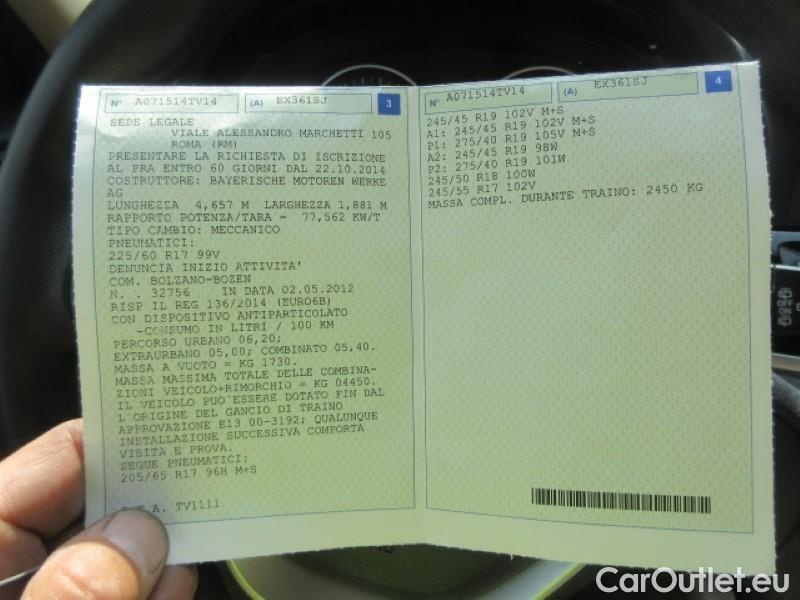 N° A071514TV14 (A) EX361SJ 3
SEDE LEGALE
VIALE ALESSANDRO MARCHETTI 105
ROMA (RM)
PRESENTARE LA RICHIESTA DI ISCRIZIONE
AL PRA ENTRO 60 GIORNI DAL 22.10.2014
COSTRUTTORE: BAYERISCHE MOTOREN WERKE
AG
LUNGHEZZA 4,657 M LARGHEZZA 1,881 M
RAPPORTO POTENZA/TARA = 77,562 KW/T
TIPO CAMBIO: MECCANICO
PNEUMATICI:
225/60 R17 99V
DENUNCIA INIZIO ATTIVITA'
COM. BOLZANO-BOZEN
N. . 32756 IN DATA 02.05.2012
RISP IL REG 136/2014 (EURO6B)
CON DISPOSITIVO ANTIPARTICOLATO
-CONSUMO IN LITRI / 100 KM
PERCORSO URBANO 06,20;
EXTRAURBANO 05,00; COMBINATO 05,40.
MASSA A VUOTO = KG 1730.
MASSA MASSIMA TOTALE DELLE COMBINA-
ZIONI VEICOLO+RIMORCHIO = KG 04450.
IL VEICOLO PUO'ESSERE DOTATO FIN DAL
L'ORIGINE DEL GANCIO DI TRAINO
APPROVAZIONE E13 00-3192; QUALUNQUE
INSTALLAZIONE SUCCESSIVA COMPORTA
VISITA E PROVA.
SEGUE PNEUMATICI:
205/65 R17 96H M+S
A. TV1111
N° A071514TV14 (A) EX361SJ 4
245/45 R19 102V M+S
A1: 245/45 R19 102V M+S
P1: 275/40 R19 105V M+S
A2: 245/45 R19 98W
P2: 275/40 R19 101W
245/50 R18 100W
245/55 R17 102V
MASSA COMPL. DURANTE TRAINO: 2450 KG
CarOutlet.eu